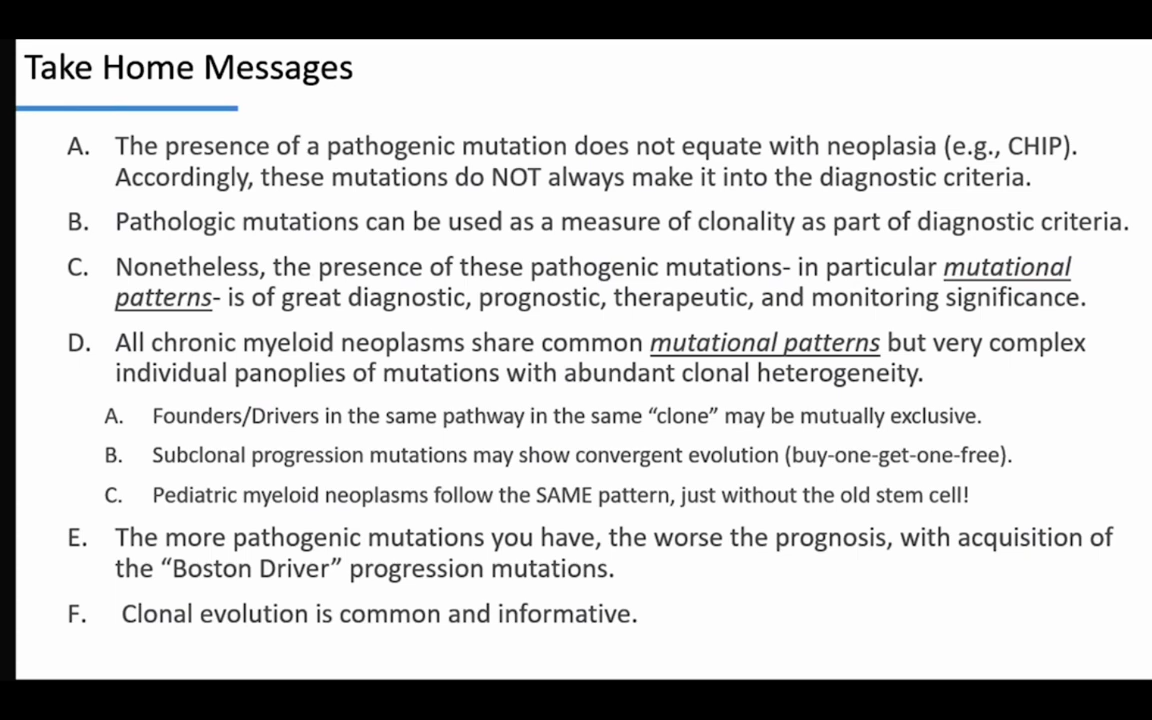 Take Home Messages
A. The presence of a pathogenic mutation does not equate with neoplasia (e.g., CHIP).
Accordingly, these mutations do NOT always make it into the diagnostic criteria.
B. Pathologic mutations can be used as a measure of clonality as part of diagnostic criteria.
C. Nonetheless, the presence of these pathogenic mutations- in particular mutational
patterns- is of great diagnostic, prognostic, therapeutic, and monitoring significance.
D. All chronic myeloid neoplasms share common mutational patterns but very complex
individual panoplies of mutations with abundant clonal heterogeneity.
A. Founders/Drivers in the same pathway in the same “clone” may be mutually exclusive.
B. Subclonal progression mutations may show convergent evolution (buy-one-get-one-free).
C. Pediatric myeloid neoplasms follow the SAME pattern, just without the old stem cell!
E. The more pathogenic mutations you have, the worse the prognosis, with acquisition of
the “Boston Driver” progression mutations.
F. Clonal evolution is common and informative.